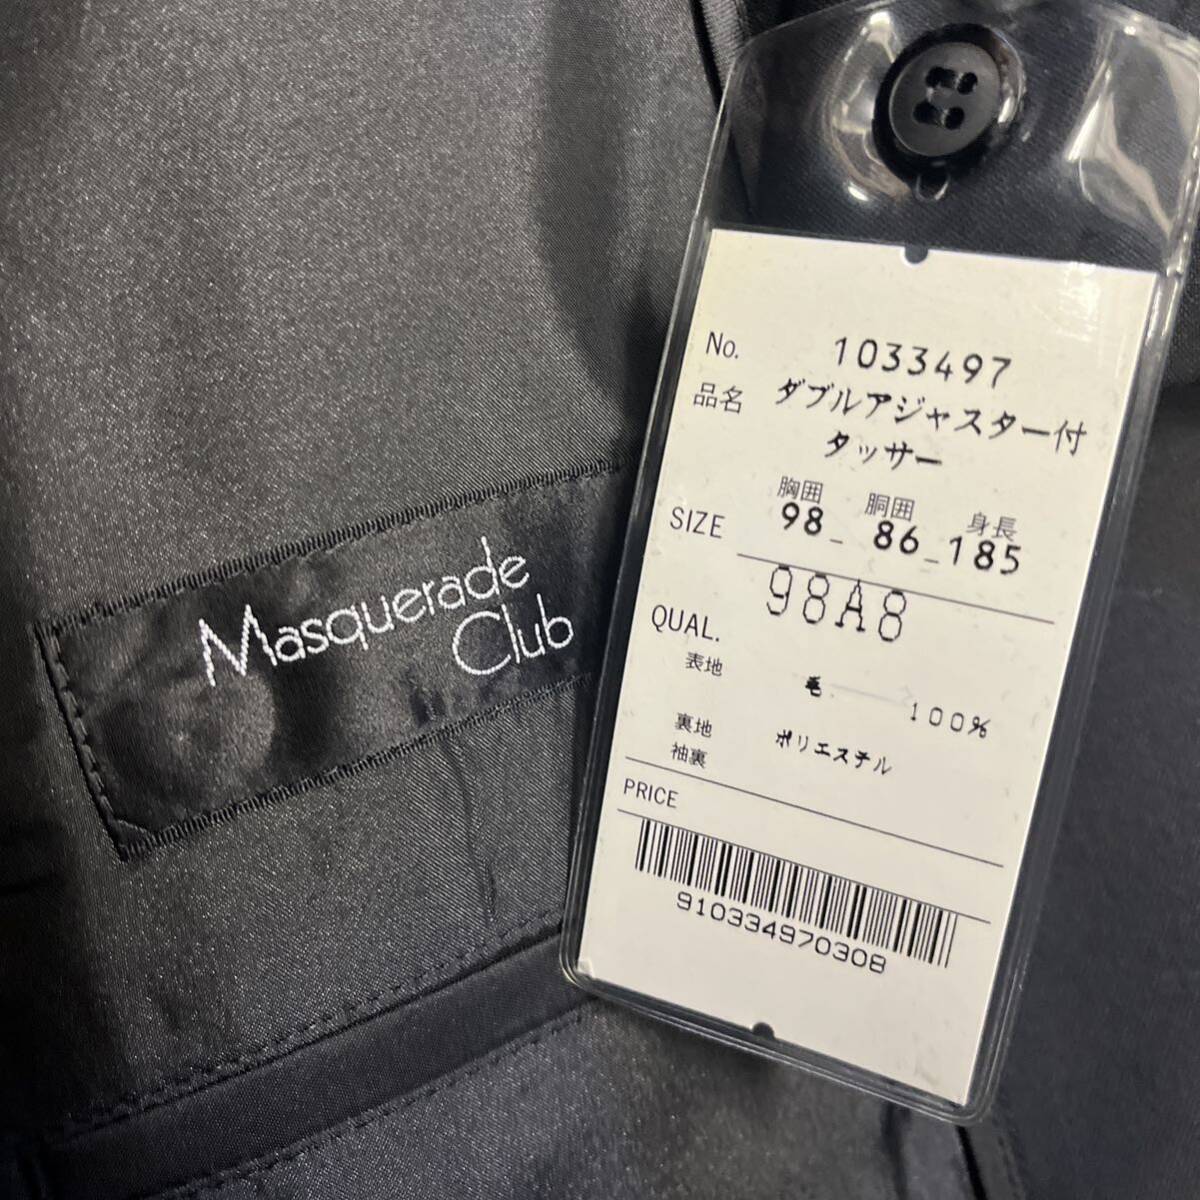 Masquerade
Club
No. 1033497
品名 ダブルアジャスター付
タッサー
胸囲 胴囲 身長
SIZE 98 - 86 - 185
98A8
QUAL.
表地 毛 100%
裏地 ポリエステル
袖裏
PRICE
910334970308